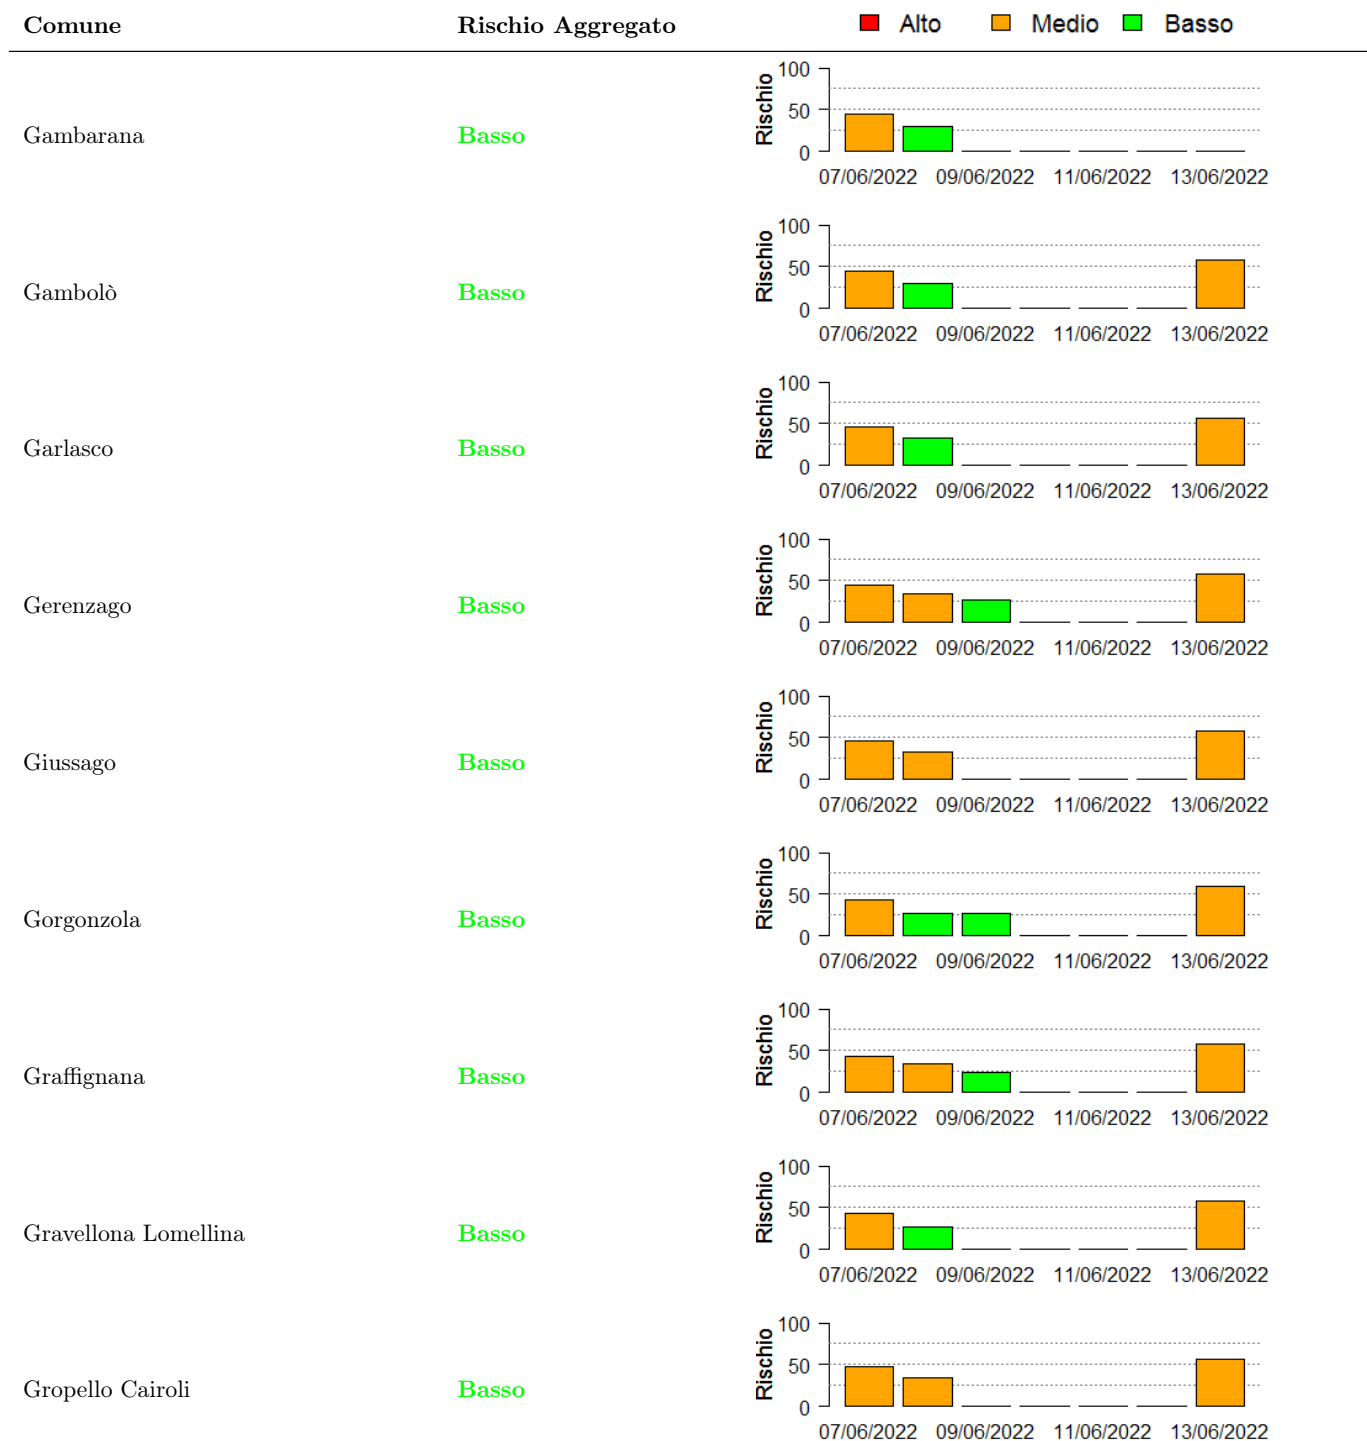 Comune Rischio Aggregato Alto Medio Basso
Gambarana Basso Rischio 100 50 0
07/06/2022 09/06/2022 11/06/2022 13/06/2022
Gambolò Basso Rischio 100 50 0
07/06/2022 09/06/2022 11/06/2022 13/06/2022
Garlasco Basso Rischio 100 50 0
07/06/2022 09/06/2022 11/06/2022 13/06/2022
Gerenzago Basso Rischio 100 50 0
07/06/2022 09/06/2022 11/06/2022 13/06/2022
Giussago Basso Rischio 100 50 0
07/06/2022 09/06/2022 11/06/2022 13/06/2022
Gorgonzola Basso Rischio 100 50 0
07/06/2022 09/06/2022 11/06/2022 13/06/2022
Graffignana Basso Rischio 100 50 0
07/06/2022 09/06/2022 11/06/2022 13/06/2022
Gravellona Lomellina Basso Rischio 100 50 0
07/06/2022 09/06/2022 11/06/2022 13/06/2022
Gropello Cairoli Basso Rischio 100 50 0
07/06/2022 09/06/2022 11/06/2022 13/06/2022